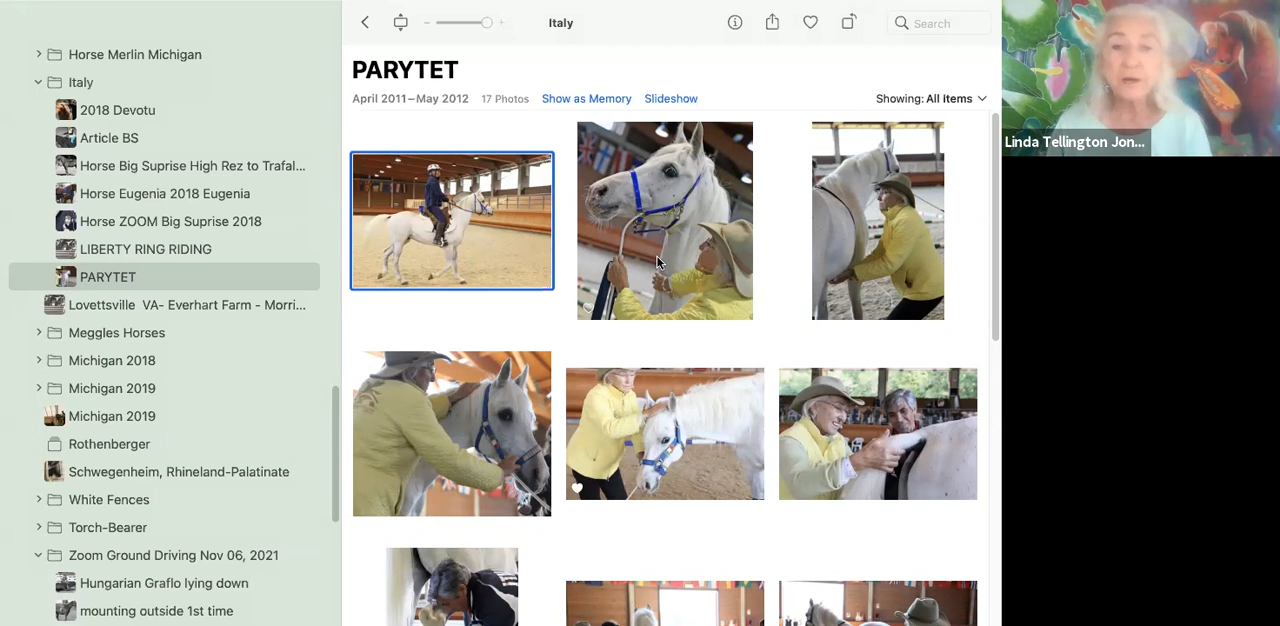 Horse Merlin Michigan
Italy
2018 Devotu
Article BS
Horse Big Suprise High Rez to Trafal...
Horse Eugenia 2018 Eugenia
Horse ZOOM Big Suprise 2018
LIBERTY RING RIDING
PARYTET
Lovettsville VA- Everhart Farm - Morri...
Meggles Horses
Michigan 2018
Michigan 2019
Michigan 2019
Rothenberger
Schwegenheim, Rhineland-Palatinate
White Fences
Torch-Bearer
Zoom Ground Driving Nov 06, 2021
Hungarian Graflo lying down
mounting outside 1st time
Italy
Search
PARYTET
April 2011–May 2012 17 Photos Show as Memory Slideshow
Showing: All Items
Linda Tellington Jon...